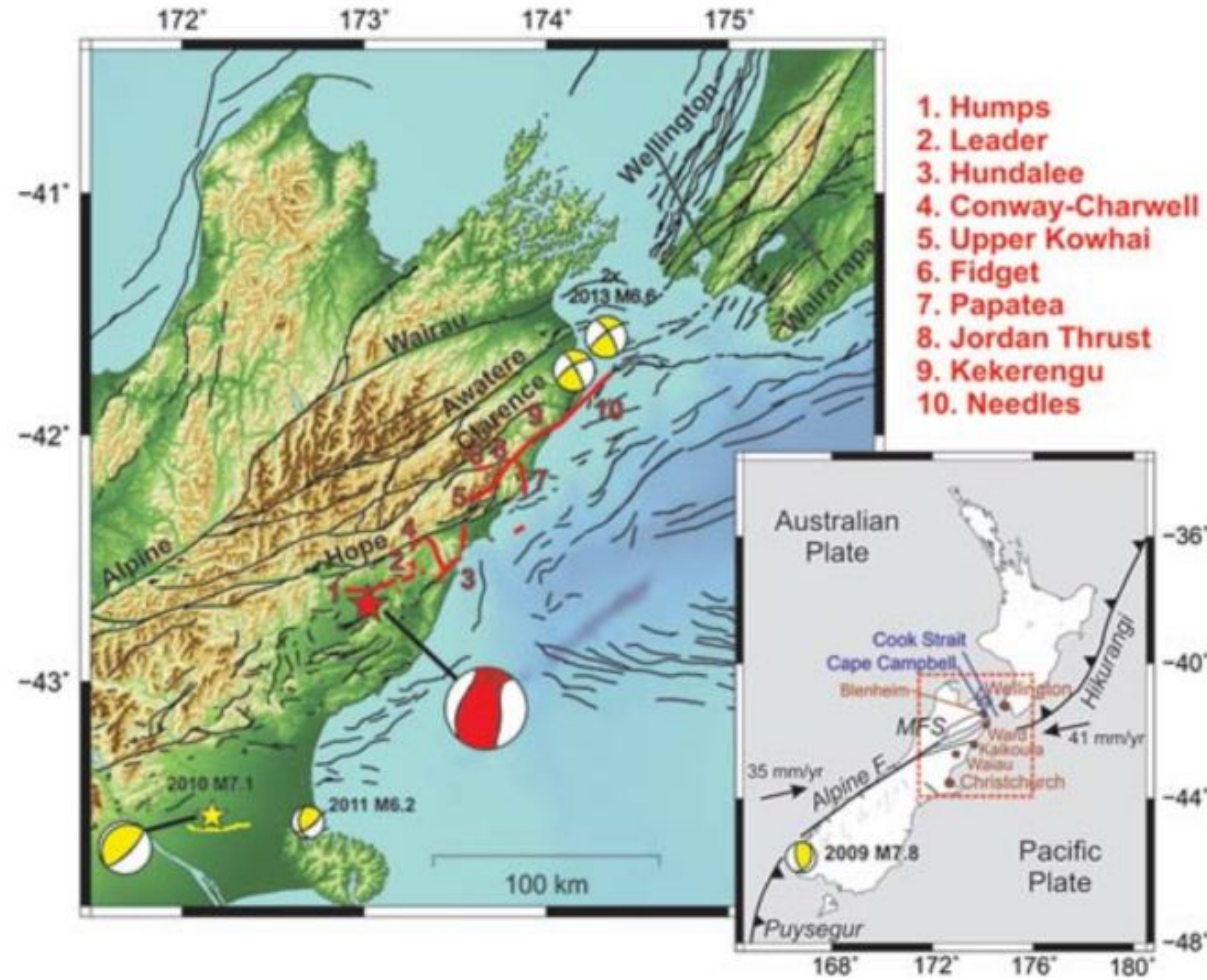 172° 173° 174° 175°
−41°
−42°
−43°
Wellington
Wairarapa
2x
2013 M6.6
Wairau
Awatere
Clarence
Alpine
Hope
9
10
6 8
7
5
4
2
3
1
2010 M7.1
2011 M6.2
100 km
1. Humps
2. Leader
3. Hundalee
4. Conway-Charwell
5. Upper Kowhai
6. Fidget
7. Papatea
8. Jordan Thrust
9. Kekerengu
10. Needles
Australian
Plate
−36°
Cook Strait
Cape Campbell
−40°
Blenheim
Wellington
Hikurangi
MFS
Ward
Kaikoura
41 mm/yr
Waiau
35 mm/yr
Alpine F.
Christchurch
−44°
2009 M7.8
Pacific
Plate
Puysegur
−48°
168° 172° 176° 180°